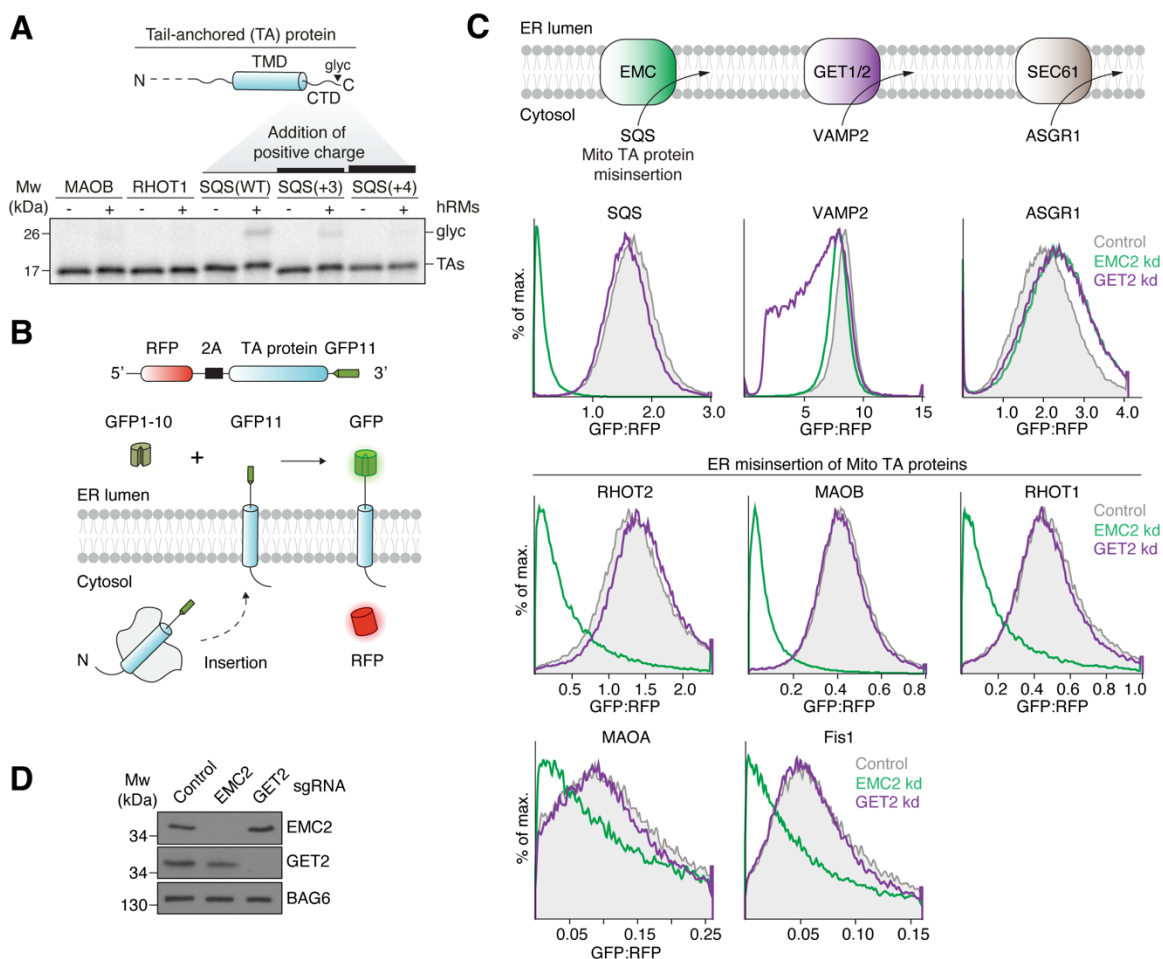 A
Tail-anchored (TA) protein
TMD
glyc
N
C
CTD
Addition of
positive charge
Mw
(kDa)
MAOB RHOT1 SQS(WT) SQS(+3) SQS(+4)
- + - + - + - + - + hRMs
26
glyc
17
TAs
B
RFP 2A TA protein GFP11
5’ 3’
GFP1-10 GFP11 GFP
+
ER lumen
Cytosol
N
Insertion
RFP
D
Mw
(kDa)
Control EMC2 GET2 sgRNA
34 EMC2
34 GET2
130 BAG6
C
ER lumen
EMC GET1/2 SEC61
Cytosol
SQS VAMP2 ASGR1
Mito TA protein
misinsertion
SQS VAMP2 ASGR1
Control
EMC2 kd
GET2 kd
% of max.
1.0 2.0 3.0 5 10 15 1.0 2.0 3.0 4.0
GFP:RFP GFP:RFP GFP:RFP
ER misinsertion of Mito TA proteins
RHOT2 MAOB RHOT1
Control
EMC2 kd
GET2 kd
% of max.
0.5 1.5 2.0 0.2 0.4 0.6 0.8 0.2 0.4 0.6 0.8 1.0
GFP:RFP GFP:RFP GFP:RFP
MAOA Fis1
Control
EMC2 kd
GET2 kd
% of max.
0.05 0.15 0.25 0.05 0.15
GFP:RFP GFP:RFP